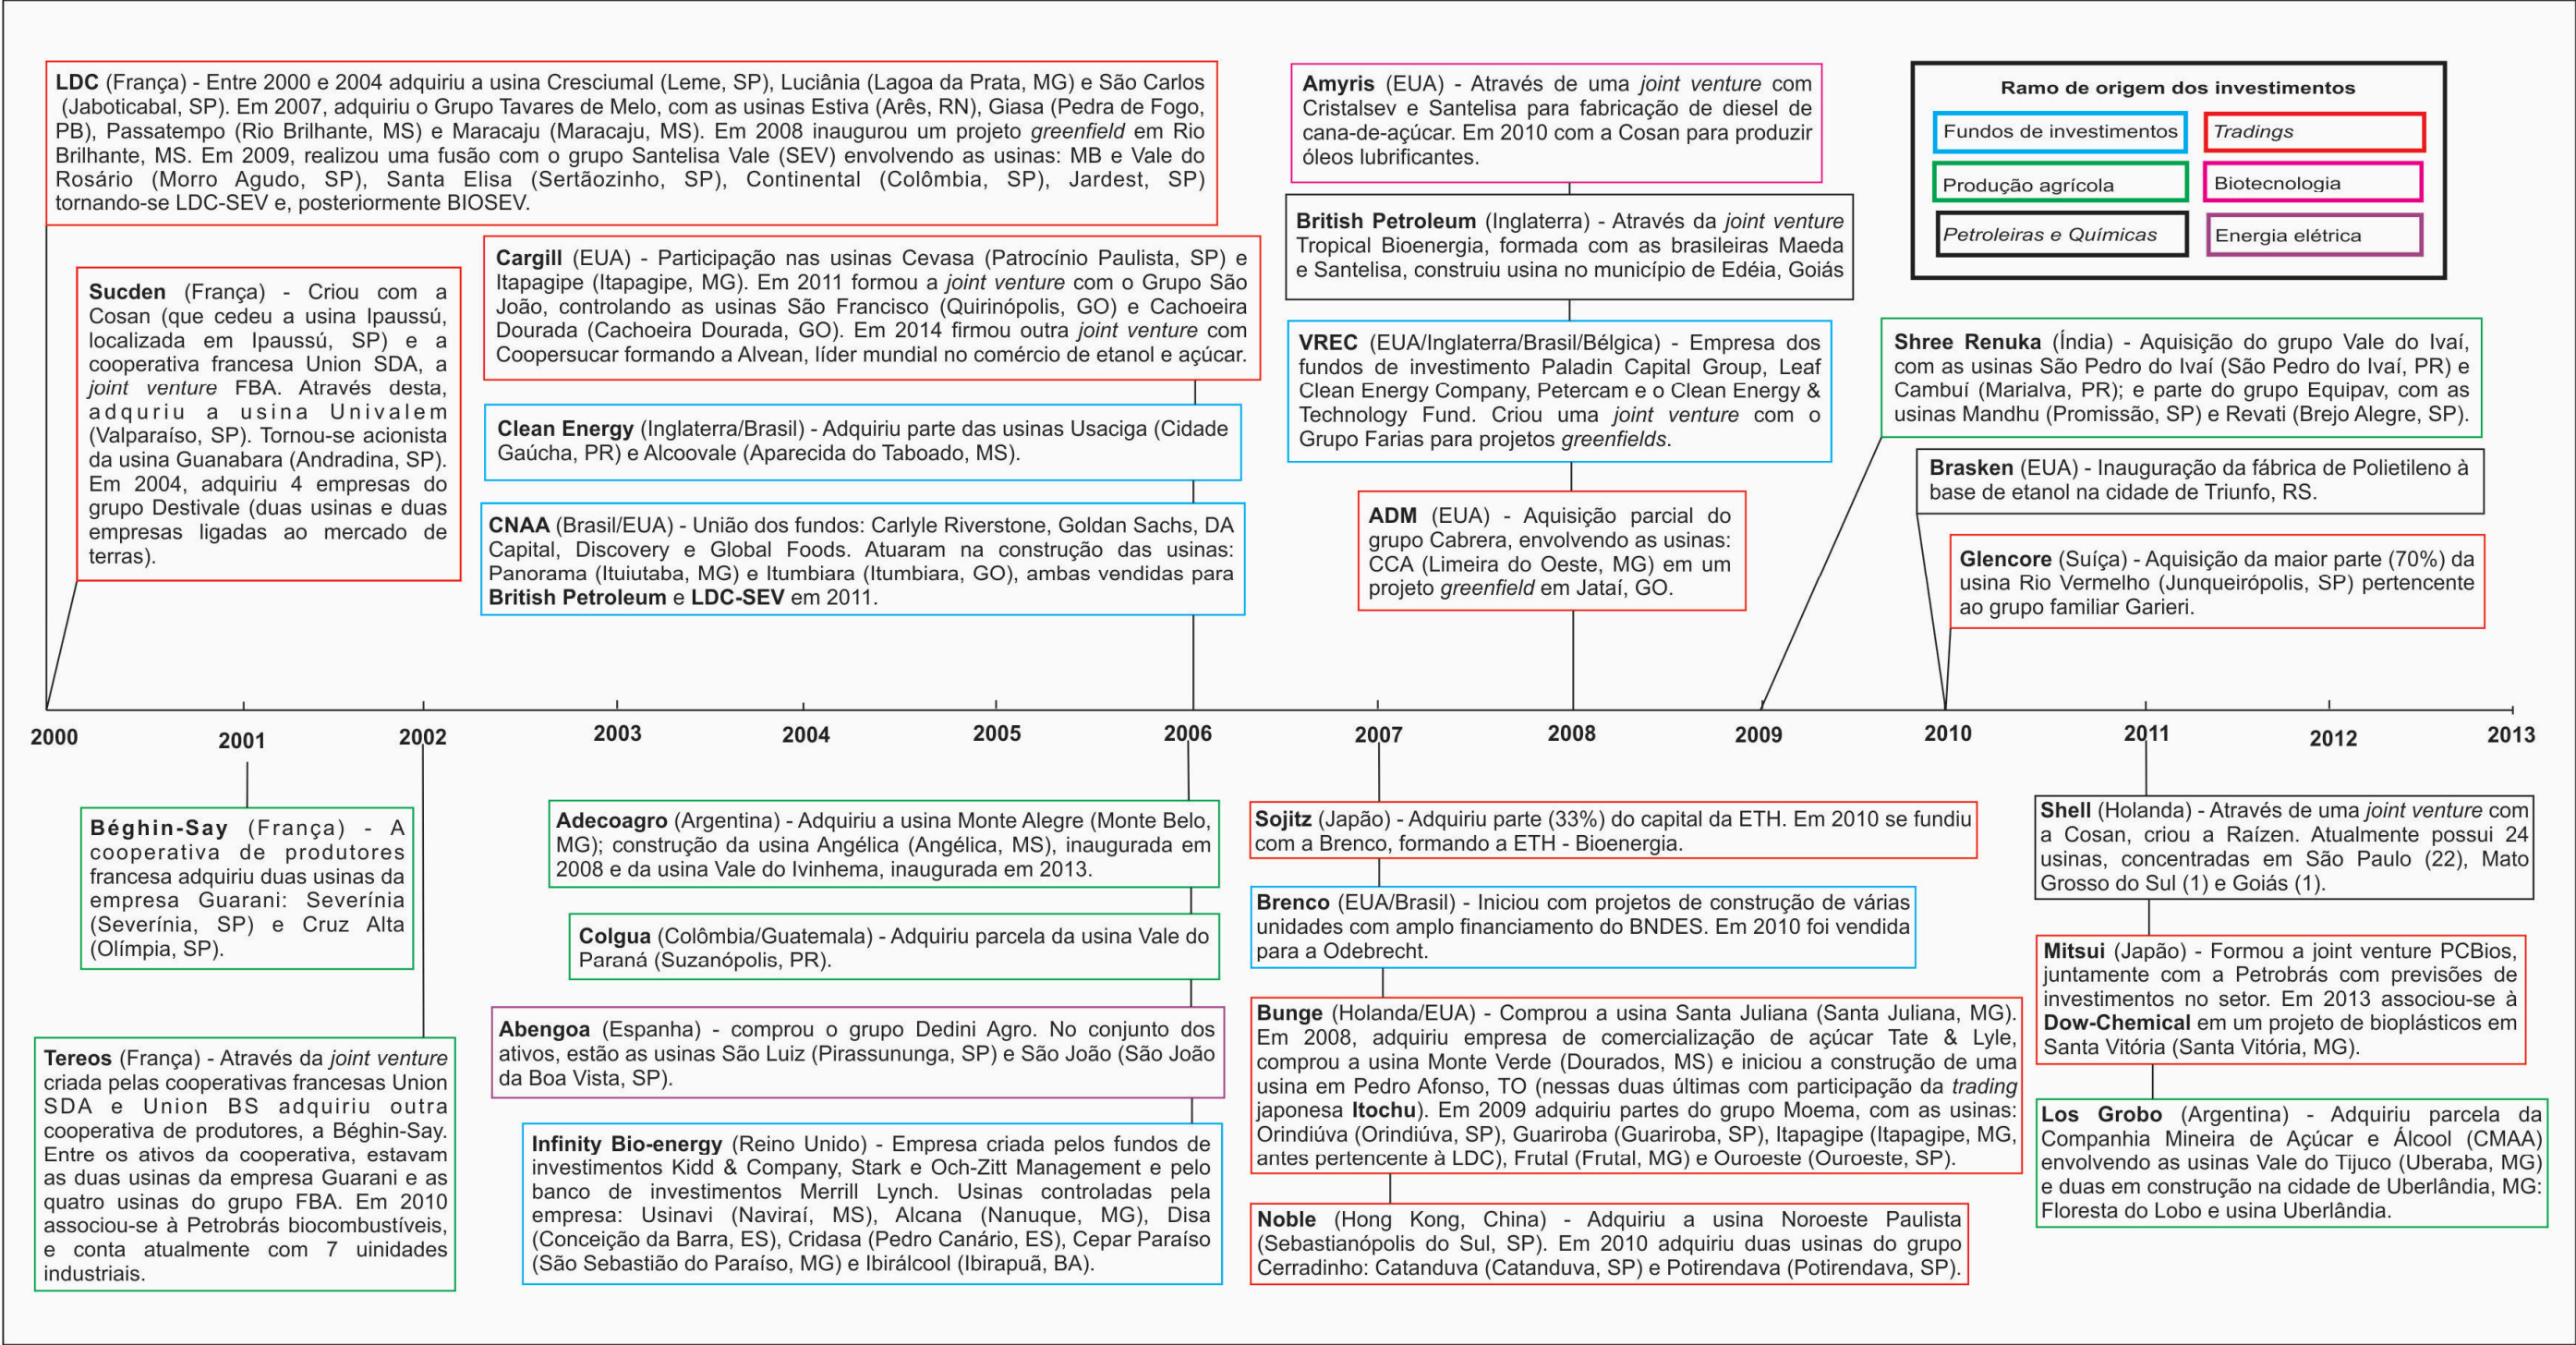 LDC (França) - Entre 2000 e 2004 adquiriu a usina Cresciumal (Leme, SP), Luciânia (Lagoa da Prata, MG) e São Carlos
(Jaboticabal, SP). Em 2007, adquiriu o Grupo Tavares de Melo, com as usinas Estiva (Arês, RN), Giasa (Pedra de Fogo,
PB), Passatempo (Rio Brilhante, MS) e Maracaju (Maracaju, MS). Em 2008 inaugurou um projeto greenfield em Rio
Brilhante, MS. Em 2009, realizou uma fusão com o grupo Santelisa Vale (SEV) envolvendo as usinas: MB e Vale do
Rosário (Morro Agudo, SP), Santa Elisa (Sertãozinho, SP), Continental (Colômbia, SP), Jardest, SP)
tornando-se LDC-SEV e, posteriormente BIOSEV.
Sucden (França) - Criou com a
Cosan (que cedeu a usina Ipaussú,
localizada em Ipaussú, SP) e a
cooperativa francesa Union SDA, a
joint venture FBA. Através desta,
adquriu a usina Univalem
(Valparaíso, SP). Tornou-se acionista
da usina Guanabara (Andradina, SP).
Em 2004, adquiriu 4 empresas do
grupo Destivale (duas usinas e duas
empresas ligadas ao mercado de
terras).
Cargill (EUA) - Participação nas usinas Cevasa (Patrocínio Paulista, SP) e
Itapagipe (Itapagipe, MG). Em 2011 formou a joint venture com o Grupo São
João, controlando as usinas São Francisco (Quirinópolis, GO) e Cachoeira
Dourada (Cachoeira Dourada, GO). Em 2014 firmou outra joint venture com
Coopersucar formando a Alvean, líder mundial no comércio de etanol e açúcar.
Clean Energy (Inglaterra/Brasil) - Adquiriu parte das usinas Usaciga (Cidade
Gaúcha, PR) e Alcoovale (Aparecida do Taboado, MS).
CNAA (Brasil/EUA) - União dos fundos: Carlyle Riverstone, Goldan Sachs, DA
Capital, Discovery e Global Foods. Atuaram na construção das usinas:
Panorama (Ituiutaba, MG) e Itumbiara (Itumbiara, GO), ambas vendidas para
British Petroleum e LDC-SEV em 2011.
Amyris (EUA) - Através de uma joint venture com
Cristalsev e Santelisa para fabricação de diesel de
cana-de-açúcar. Em 2010 com a Cosan para produzir
óleos lubrificantes.
British Petroleum (Inglaterra) - Através da joint venture
Tropical Bioenergia, formada com as brasileiras Maeda
e Santelisa, construiu usina no município de Edéia, Goiás
VREC (EUA/Inglaterra/Brasil/Bélgica) - Empresa dos
fundos de investimento Paladin Capital Group, Leaf
Clean Energy Company, Petercam e o Clean Energy &
Technology Fund. Criou uma joint venture com o
Grupo Farias para projetos greenfields.
ADM (EUA) - Aquisição parcial do
grupo Cabrera, envolvendo as usinas:
CCA (Limeira do Oeste, MG) em um
projeto greenfield em Jataí, GO.
Ramo de origem dos investimentos
Fundos de investimentos
Tradings
Produção agrícola
Biotecnologia
Petroleiras e Químicas
Energia elétrica
Shree Renuka (Índia) - Aquisição do grupo Vale do Ivaí,
com as usinas São Pedro do Ivaí (São Pedro do Ivaí, PR) e
Cambuí (Marialva, PR); e parte do grupo Equipav, com as
usinas Mandhu (Promissão, SP) e Revati (Brejo Alegre, SP).
Brasken (EUA) - Inauguração da fábrica de Polietileno à
base de etanol na cidade de Triunfo, RS.
Glencore (Suíça) - Aquisição da maior parte (70%) da
usina Rio Vermelho (Junqueirópolis, SP) pertencente
ao grupo familiar Garieri.
2000 2001 2002 2003 2004 2005 2006 2007 2008 2009 2010 2011 2012 2013
Béghin-Say (França) - A
cooperativa de produtores
francesa adquiriu duas usinas da
empresa Guarani: Severínia
(Severínia, SP) e Cruz Alta
(Olímpia, SP).
Tereos (França) - Através da joint venture
criada pelas cooperativas francesas Union
SDA e Union BS adquiriu outra
cooperativa de produtores, a Béghin-Say.
Entre os ativos da cooperativa, estavam
as duas usinas da empresa Guarani e as
quatro usinas do grupo FBA. Em 2010
associou-se à Petrobrás biocombustíveis,
e conta atualmente com 7 uinidades
industriais.
Adecoagro (Argentina) - Adquiriu a usina Monte Alegre (Monte Belo,
MG); construção da usina Angélica (Angélica, MS), inaugurada em
2008 e da usina Vale do Ivinhema, inaugurada em 2013.
Colgua (Colômbia/Guatemala) - Adquiriu parcela da usina Vale do
Paraná (Suzanópolis, PR).
Abengoa (Espanha) - comprou o grupo Dedini Agro. No conjunto dos
ativos, estão as usinas São Luiz (Pirassununga, SP) e São João (São João
da Boa Vista, SP).
Infinity Bio-energy (Reino Unido) - Empresa criada pelos fundos de
investimentos Kidd & Company, Stark e Och-Zitt Management e pelo
banco de investimentos Merrill Lynch. Usinas controladas pela
empresa: Usinavi (Naviraí, MS), Alcana (Nanuque, MG), Disa
(Conceição da Barra, ES), Cridasa (Pedro Canário, ES), Cepar Paraíso
(São Sebastião do Paraíso, MG) e Ibirálcool (Ibirapuã, BA).
Sojitz (Japão) - Adquiriu parte (33%) do capital da ETH. Em 2010 se fundiu
com a Brenco, formando a ETH - Bioenergia.
Brenco (EUA/Brasil) - Iniciou com projetos de construção de várias
unidades com amplo financiamento do BNDES. Em 2010 foi vendida
para a Odebrecht.
Bunge (Holanda/EUA) - Comprou a usina Santa Juliana (Santa Juliana, MG).
Em 2008, adquiriu empresa de comercialização de açúcar Tate & Lyle,
comprou a usina Monte Verde (Dourados, MS) e iniciou a construção de uma
usina em Pedro Afonso, TO (nessas duas últimas com participação da trading
japonesa Itochu). Em 2009 adquiriu partes do grupo Moema, com as usinas:
Orindiúva (Orindiúva, SP), Guariroba (Guariroba, SP), Itapagipe (Itapagipe, MG,
antes pertencente à LDC), Frutal (Frutal, MG) e Ouroeste (Ouroeste, SP).
Noble (Hong Kong, China) - Adquiriu a usina Noroeste Paulista
(Sebastianópolis do Sul, SP). Em 2010 adquiriu duas usinas do grupo
Cerradinho: Catanduva (Catanduva, SP) e Potirendava (Potirendava, SP).
Shell (Holanda) - Através de uma joint venture com
a Cosan, criou a Raízen. Atualmente possui 24
usinas, concentradas em São Paulo (22), Mato
Grosso do Sul (1) e Goiás (1).
Mitsui (Japão) - Formou a joint venture PCBios,
juntamente com a Petrobrás com previsões de
investimentos no setor. Em 2013 associou-se à
Dow-Chemical em um projeto de bioplásticos em
Santa Vitória (Santa Vitória, MG).
Los Grobo (Argentina) - Adquiriu parcela da
Companhia Mineira de Açúcar e Álcool (CMAA)
envolvendo as usinas Vale do Tijuco (Uberaba, MG)
e duas em construção na cidade de Uberlândia, MG:
Floresta do Lobo e usina Uberlândia.